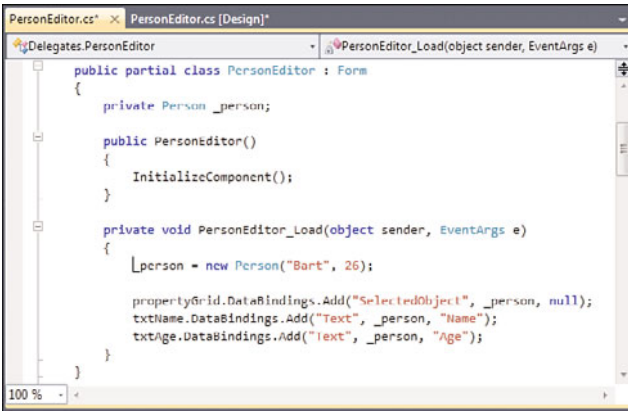 PersonEditor.cs* × PersonEditor.cs [Design]*
Delegates.PersonEditor PersonEditor_Load(object sender, EventArgs e)
public partial class PersonEditor : Form
{
private Person _person;
public PersonEditor()
{
InitializeComponent();
}
private void PersonEditor_Load(object sender, EventArgs e)
{
_person = new Person("Bart", 26);
propertyGrid.DataBindings.Add("SelectedObject", _person, null);
txtName.DataBindings.Add("Text", _person, "Name");
txtAge.DataBindings.Add("Text", _person, "Age");
}
}
100 %